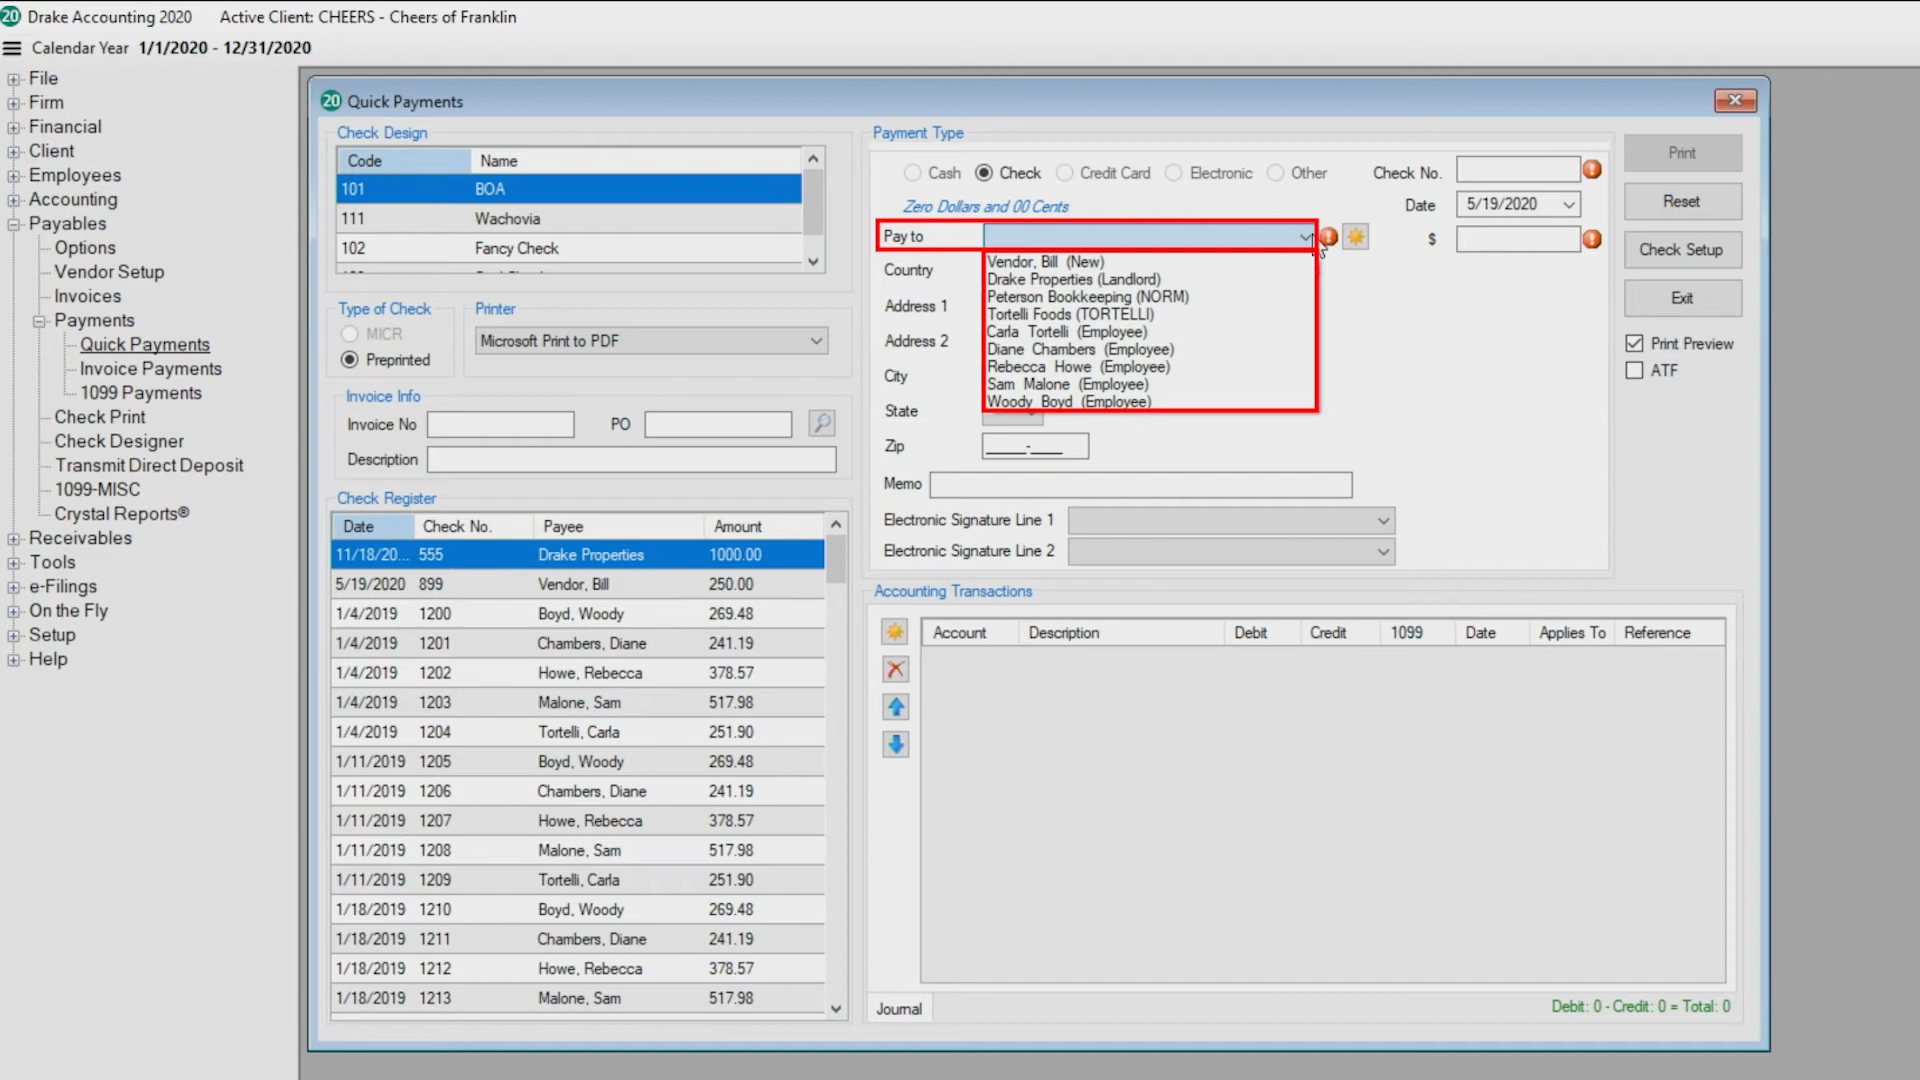 20 Drake Accounting 2020 Active Client: CHEERS - Cheers of Franklin
Calendar Year 1/1/2020 - 12/31/2020
File
Firm
Financial
Client
Employees
Accounting
Payables
Options
Vendor Setup
Invoices
Payments
Quick Payments
Invoice Payments
1099 Payments
Check Print
Check Designer
Transmit Direct Deposit
1099-MISC
Crystal Reports®
Receivables
Tools
e-Filings
On the Fly
Setup
Help
20 Quick Payments
Check Design
Code Name
101 BOA
111 Wachovia
102 Fancy Check
Type of Check
MICR
Preprinted
Printer
Microsoft Print to PDF
Invoice Info
Invoice No PO
Description
Check Register
Date Check No. Payee Amount
11/18/20... 555 Drake Properties 1000.00
5/19/2020 899 Vendor, Bill 250.00
1/4/2019 1200 Boyd, Woody 269.48
1/4/2019 1201 Chambers, Diane 241.19
1/4/2019 1202 Howe, Rebecca 378.57
1/4/2019 1203 Malone, Sam 517.98
1/4/2019 1204 Tortelli, Carla 251.90
1/11/2019 1205 Boyd, Woody 269.48
1/11/2019 1206 Chambers, Diane 241.19
1/11/2019 1207 Howe, Rebecca 378.57
1/11/2019 1208 Malone, Sam 517.98
1/11/2019 1209 Tortelli, Carla 251.90
1/18/2019 1210 Boyd, Woody 269.48
1/18/2019 1211 Chambers, Diane 241.19
1/18/2019 1212 Howe, Rebecca 378.57
1/18/2019 1213 Malone, Sam 517.98
Payment Type
Cash Check Credit Card Electronic Other Check No.
Zero Dollars and 00 Cents Date 5/19/2020
Pay to $
Vendor, Bill (New)
Drake Properties (Landlord)
Peterson Bookkeeping (NORM)
Tortelli Foods (TORTELLI)
Carla Tortelli (Employee)
Diane Chambers (Employee)
Rebecca Howe (Employee)
Sam Malone (Employee)
Woody Boyd (Employee)
Country
Address 1
Address 2
City
State
Zip _____-____
Memo
Electronic Signature Line 1
Electronic Signature Line 2
Print
Reset
Check Setup
Exit
Print Preview
ATF
Accounting Transactions
Account Description Debit Credit 1099 Date Applies To Reference
Journal
Debit: 0 - Credit: 0 = Total: 0